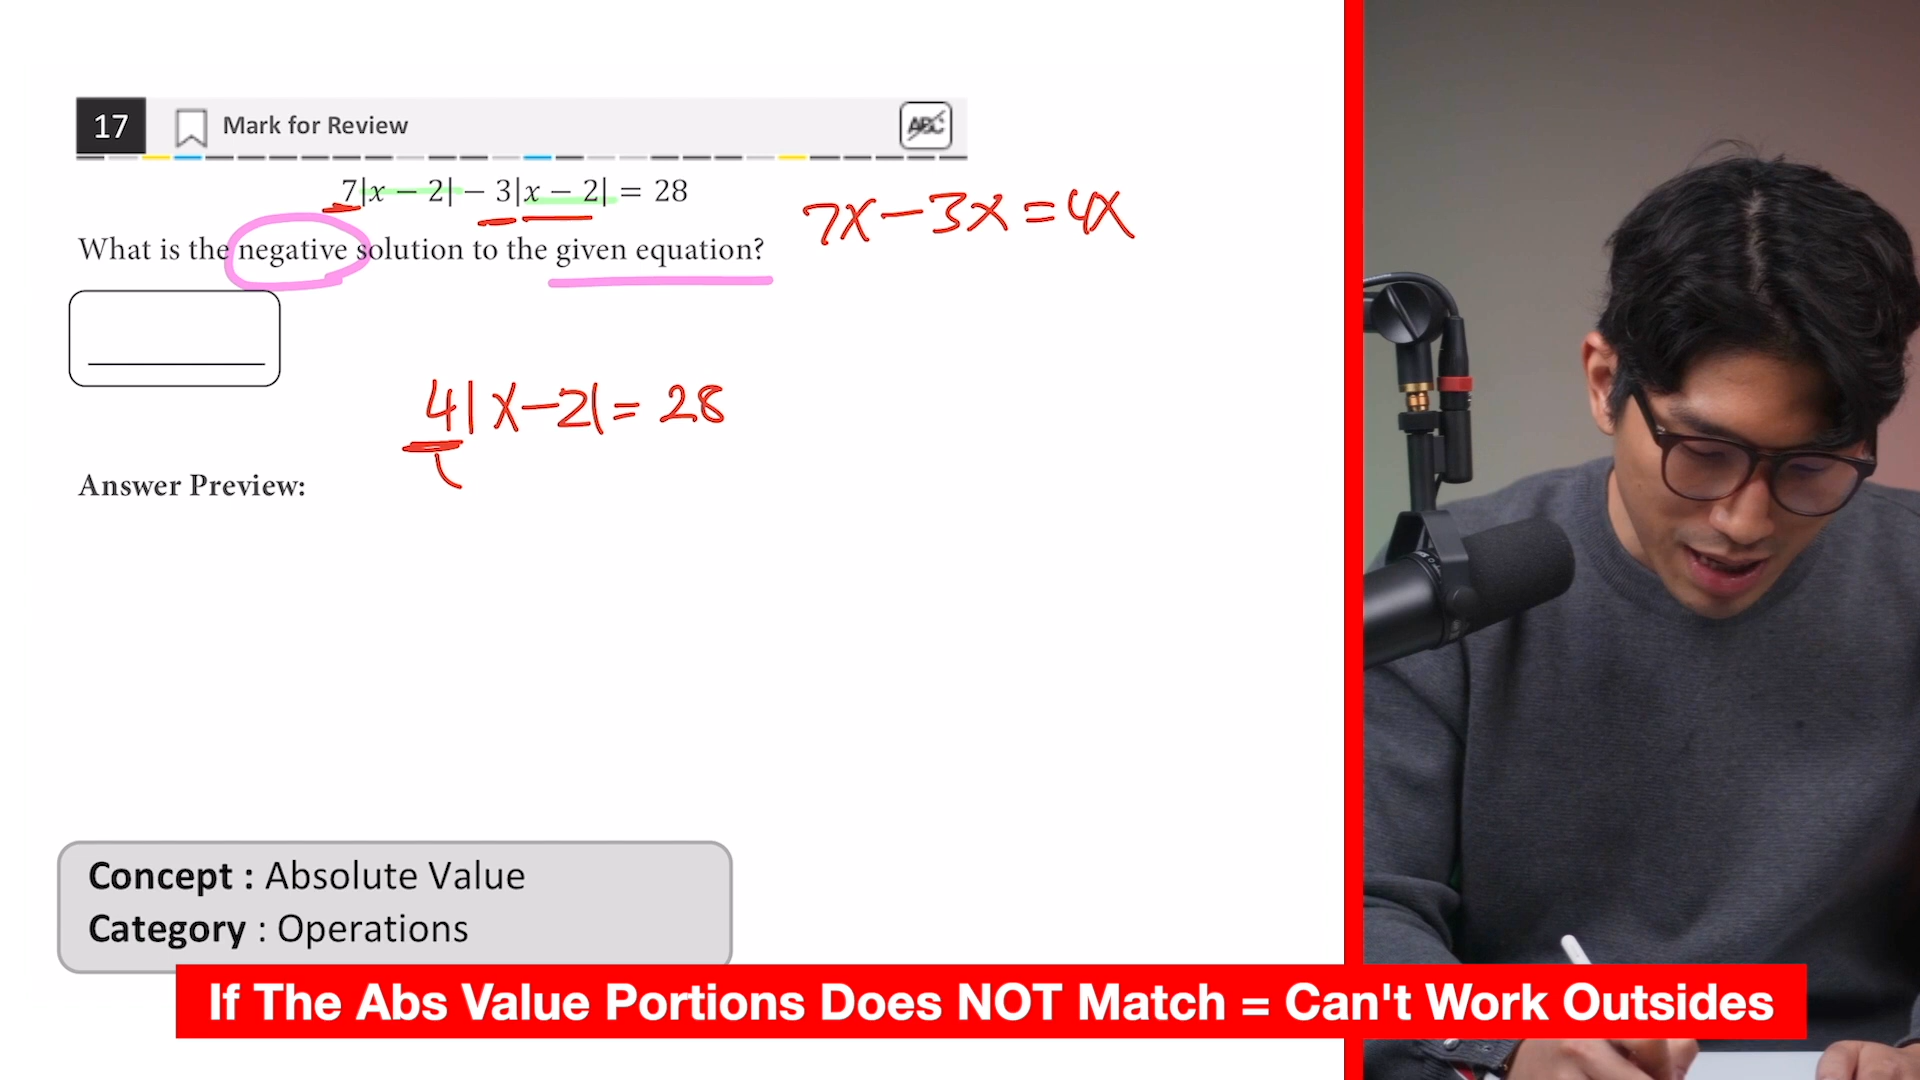 17 Mark for Review ABC
7|x − 2| − 3|x − 2| = 28
7x-3x=4x
What is the negative solution to the given equation?
4|x-2|= 28
Answer Preview:
Concept : Absolute Value
Category : Operations
If The Abs Value Portions Does NOT Match = Can't Work Outsides